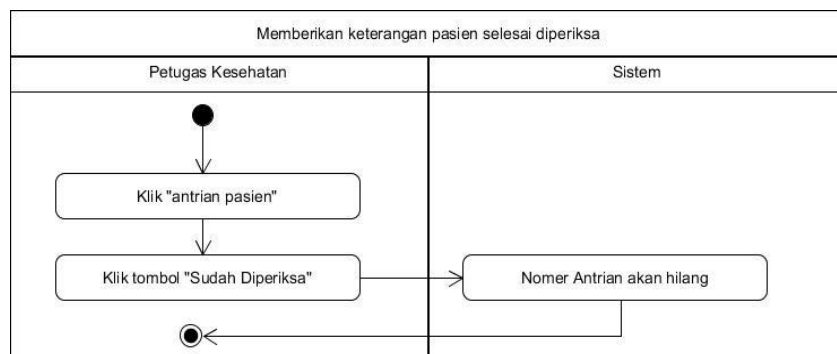 Memberikan keterangan pasien selesai diperiksa
Petugas Kesehatan
Sistem
Klik "antrian pasien"
Klik tombol "Sudah Diperiksa"
Nomer Antrian akan hilang